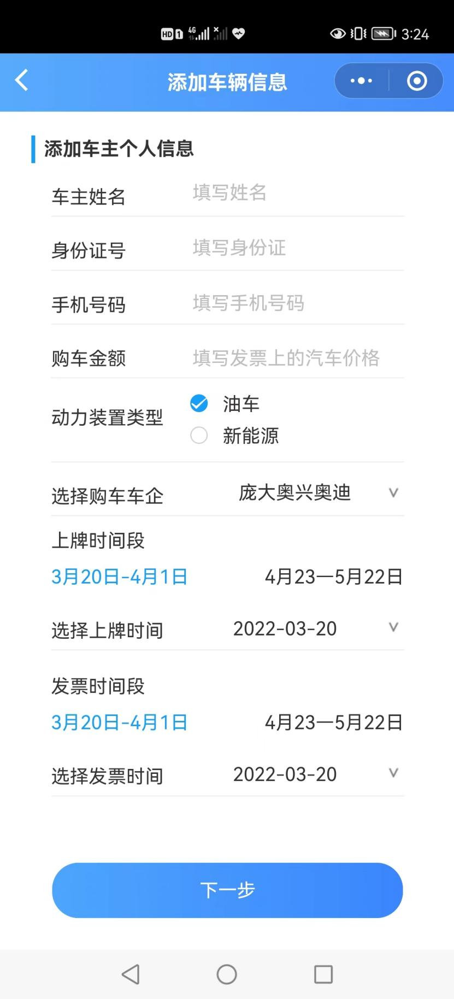 HD 1 4G 3:24
添加车辆信息
添加车主个人信息
车主姓名 填写姓名
身份证号 填写身份证
手机号码 填写手机号码
购车金额 填写发票上的汽车价格
动力装置类型
油车
新能源
选择购车车企 庞大奥兴奥迪
上牌时间段
3月20日-4月1日 4月23—5月22日
选择上牌时间 2022-03-20
发票时间段
3月20日-4月1日 4月23—5月22日
选择发票时间 2022-03-20
下一步